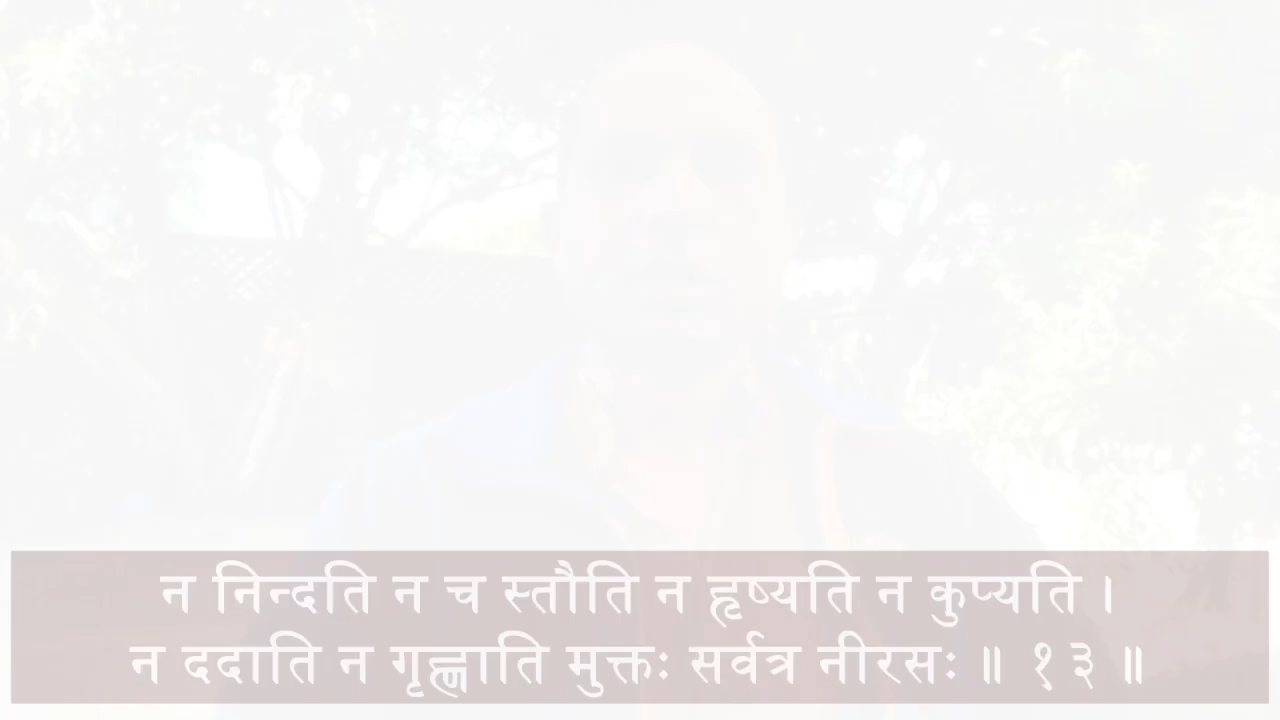 न निन्दति न च स्तौति न हृष्यति न कुप्यति ।
न ददाति न गृह्णाति मुक्तः सर्वत्र नीरसः ॥ १३ ॥